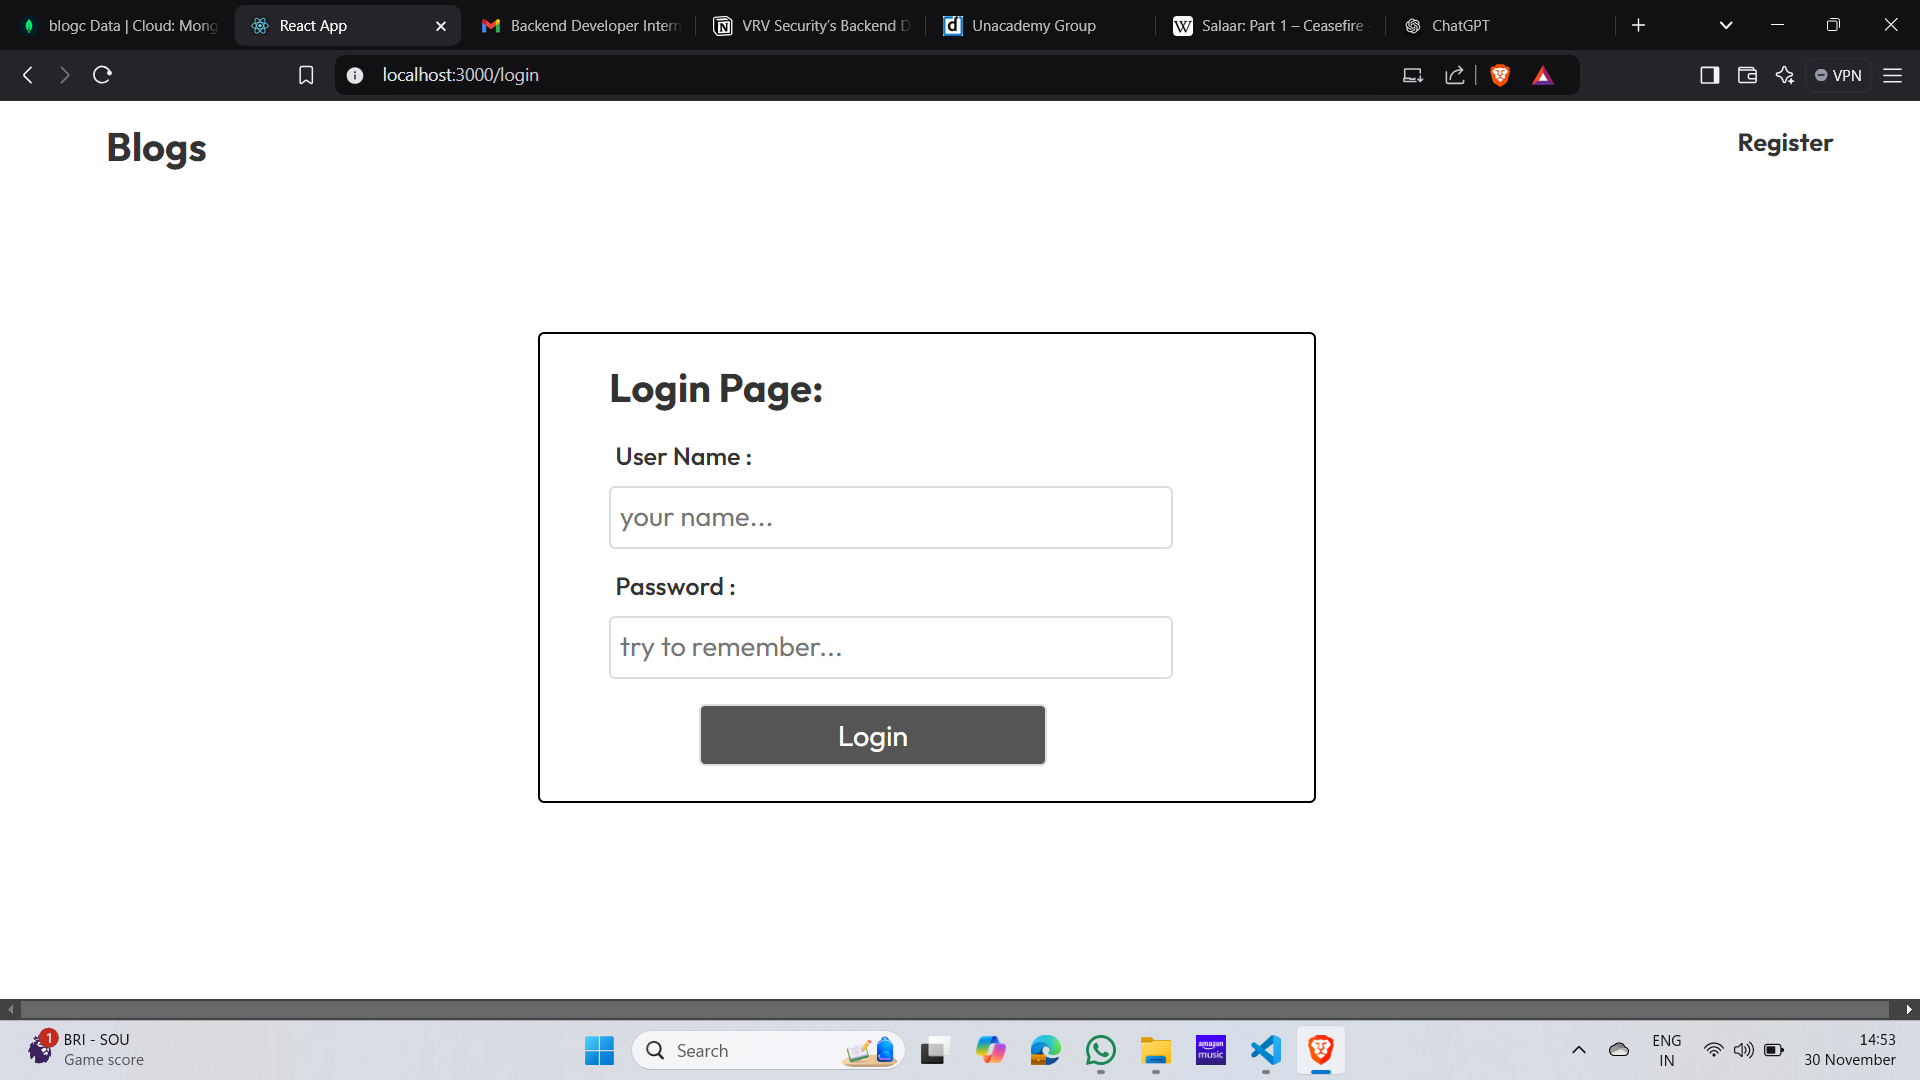 blogc Data | Cloud: Mong
React App
Backend Developer Intern
VRV Security's Backend D
Unacademy Group
Salaar: Part 1 – Ceasefire -
ChatGPT
localhost:3000/login
VPN
Blogs
Register
Login Page:
User Name :
your name...
Password :
try to remember...
Login
1
BRI - SOU
Game score
Search
amazon
music
ENG
IN
14:53
30 November